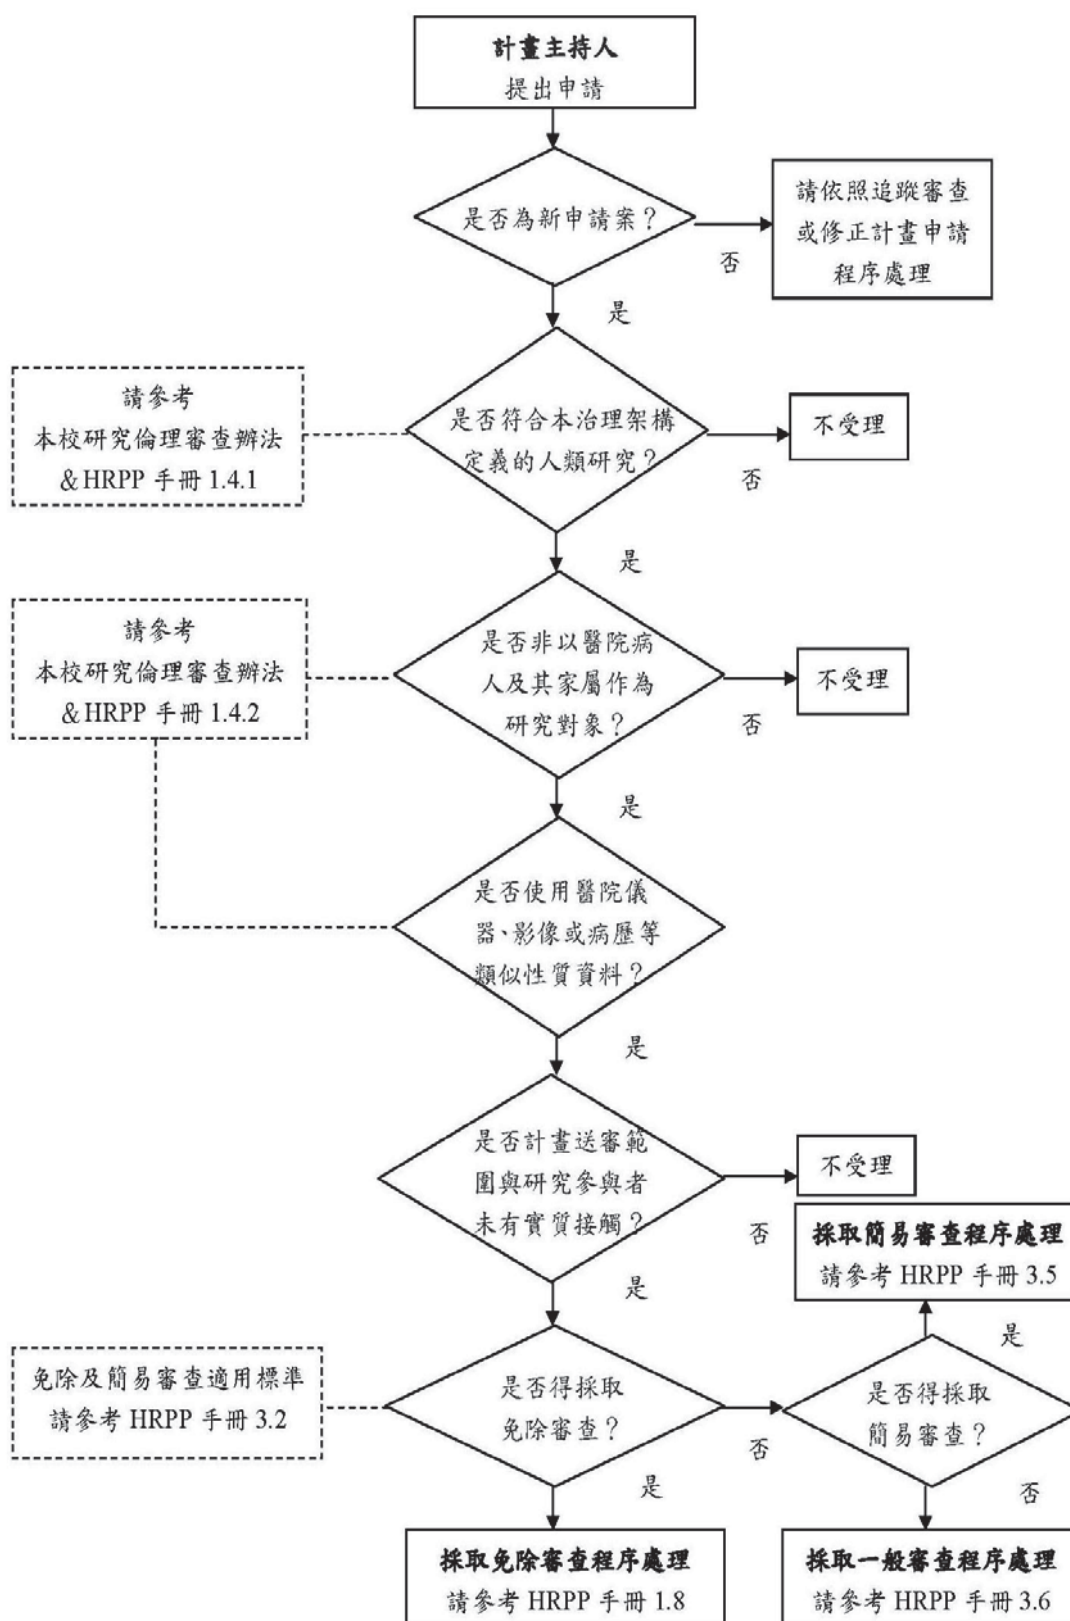 計畫主持人
提出申請
是否為新申請案？
請依照追蹤審查
或修正計畫申請
程序處理
否
是
請參考
本校研究倫理審查辦法
＆HRPP 手冊 1.4.1
是否符合本治理架構
定義的人類研究？
不受理
否
是
請參考
本校研究倫理審查辦法
＆HRPP 手冊 1.4.2
是否非以醫院病
人及其家屬作為
研究對象？
不受理
否
是
是否使用醫院儀
器、影像或病歷等
類似性質資料？
是
是否計畫送審範
圍與研究參與者
未有實質接觸？
不受理
否
是
採取簡易審查程序處理
請參考 HRPP 手冊 3.5
是
免除及簡易審查適用標準
請參考 HRPP 手冊 3.2
是否得採取
免除審查？
否
是否得採取
簡易審查？
是
否
採取免除審查程序處理
請參考 HRPP 手冊 1.8
採取一般審查程序處理
請參考 HRPP 手冊 3.6